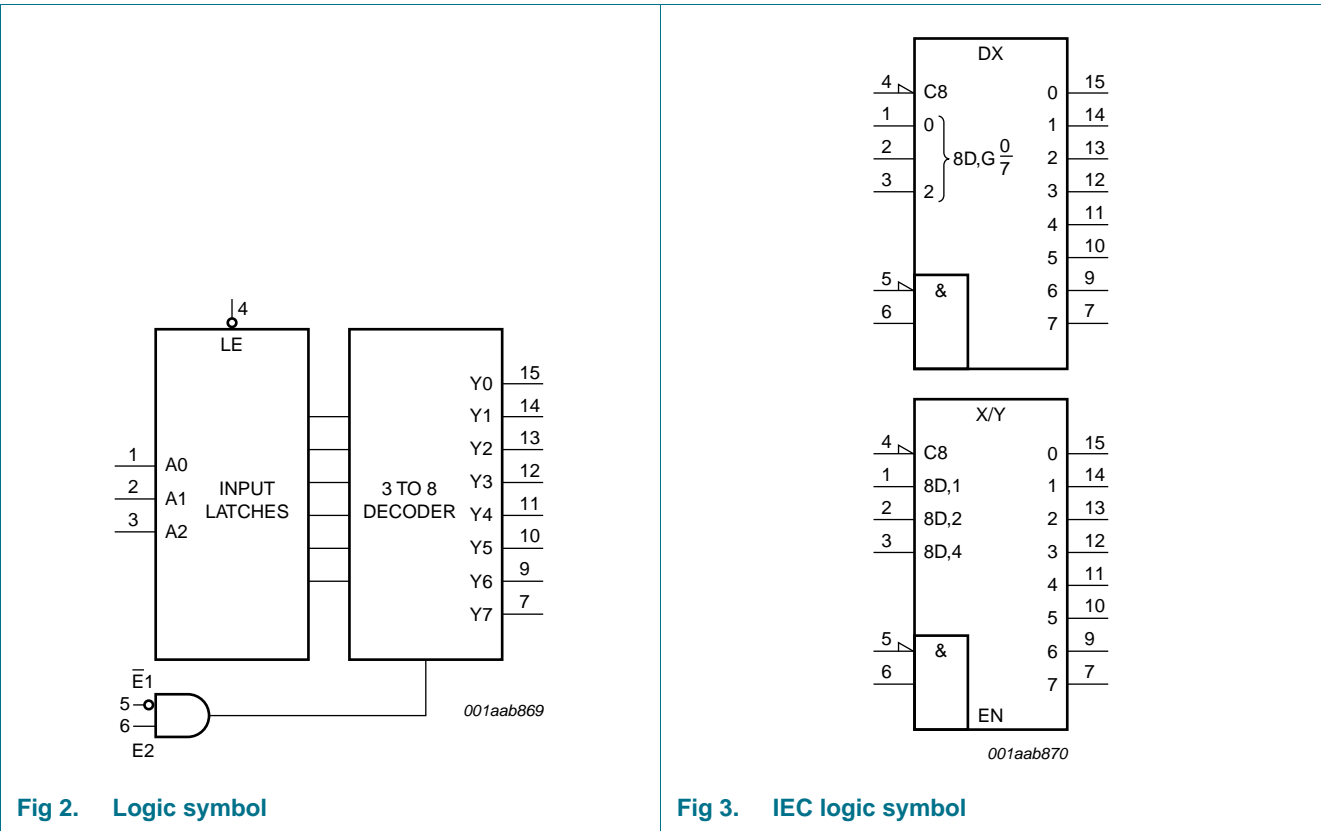 4
LE
1 A0
2 A1
3 A2
INPUT
LATCHES
3 TO 8
DECODER
Y0 15
Y1 14
Y2 13
Y3 12
Y4 11
Y5 10
Y6 9
Y7 7
E̅1
5
6
E2
001aab869
Fig 2. Logic symbol
DX
4 C8 0 15
1 0 1 14
2 8D,G 0/7 2 13
3 2 3 12
4 11
5 10
5 & 6 9
6 7 7
X/Y
4 C8 0 15
1 8D,1 1 14
2 8D,2 2 13
3 8D,4 3 12
4 11
5 10
5 & 6 9
6 7 7
EN
001aab870
Fig 3. IEC logic symbol